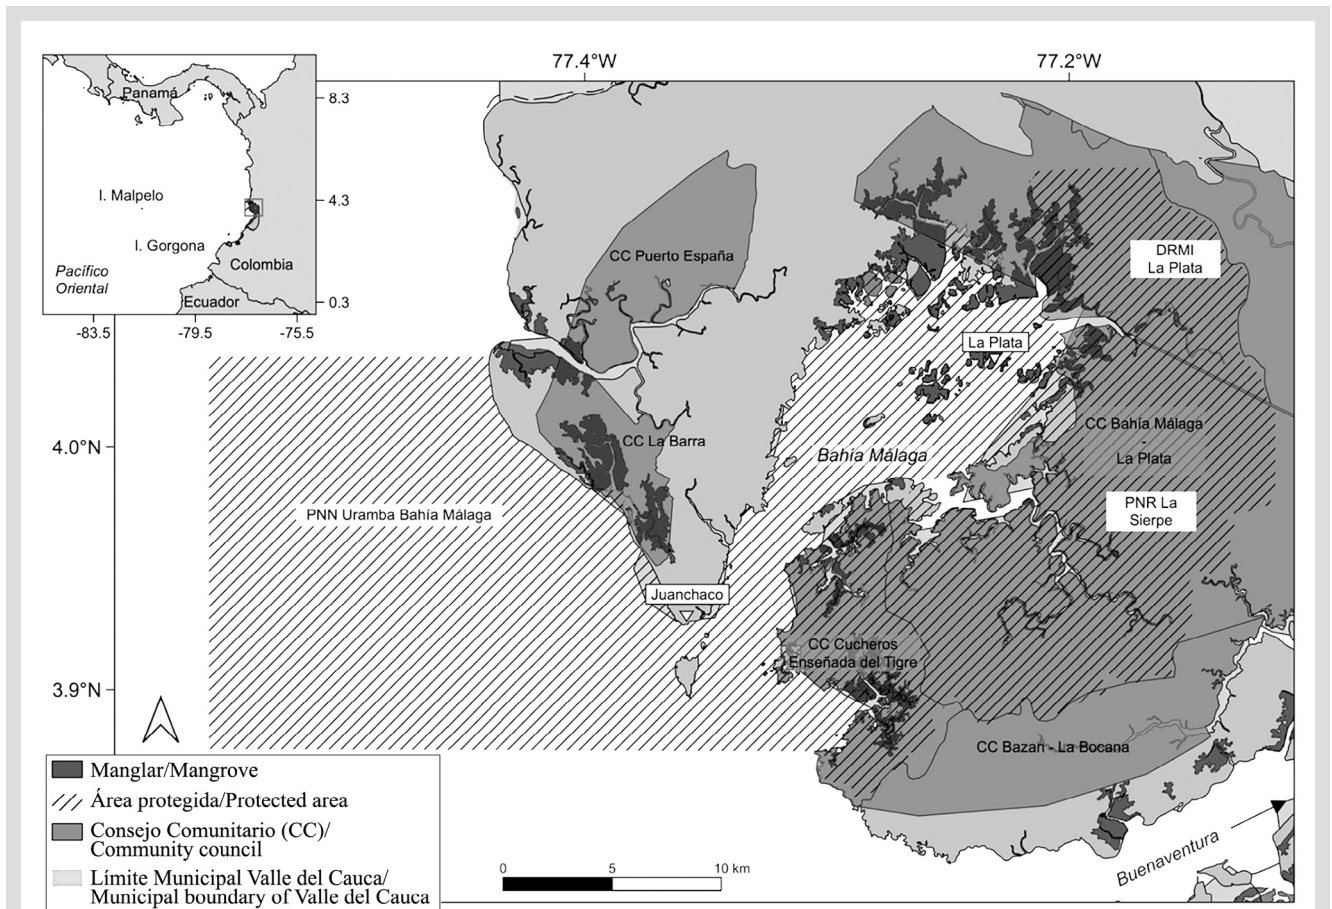 77.4°W
77.2°W
Panamá
8.3
I. Malpelo
4.3
I. Gorgona
Colombia
Pacífico
Oriental
Ecuador
0.3
-83.5
-79.5
-75.5
CC Puerto España
DRMI
La Plata
La Plata
4.0°N
CC La Barra
Bahía Málaga
CC Bahía Málaga
-
La Plata
PNN Uramba Bahía Málaga
PNR La
Sierpe
Juanchaco
CC Cucheros
Enseñada del Tigre
3.9°N
CC Bazan - La Bocana
Manglar/Mangrove
Área protegida/Protected area
Consejo Comunitario (CC)/
Community council
Límite Municipal Valle del Cauca/
Municipal boundary of Valle del Cauca
0
5
10 km
Buenaventura